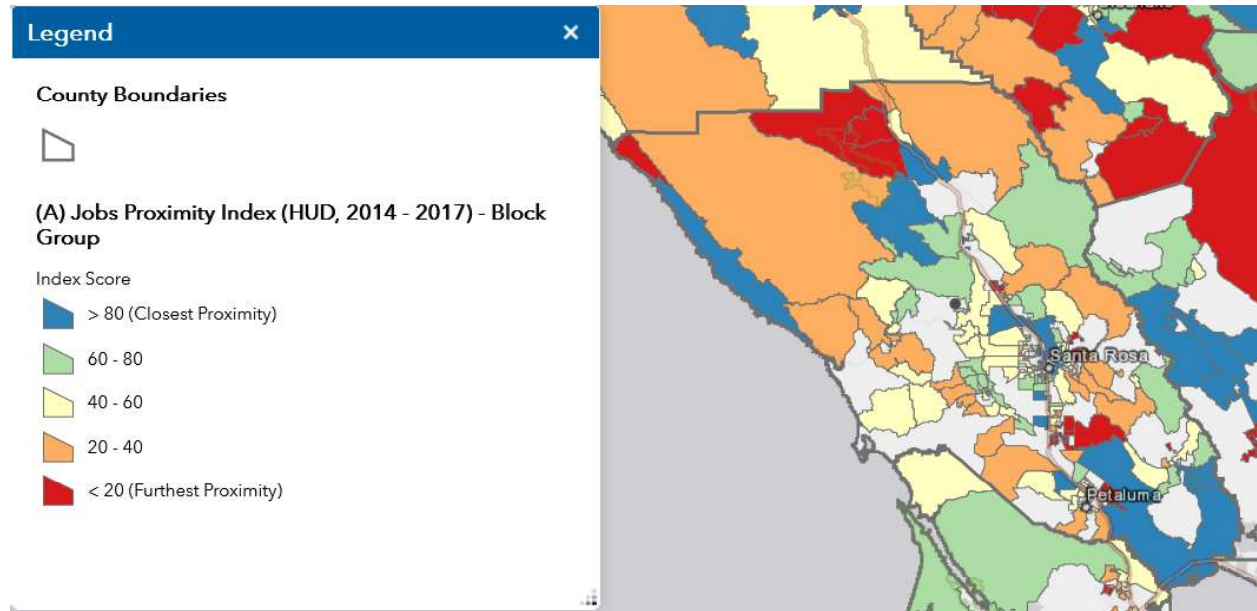 Legend
×
County Boundaries
(A) Jobs Proximity Index (HUD, 2014 - 2017) - Block
Group
Index Score
> 80 (Closest Proximity)
60 - 80
40 - 60
20 - 40
< 20 (Furthest Proximity)
Santa Rosa
Petaluma